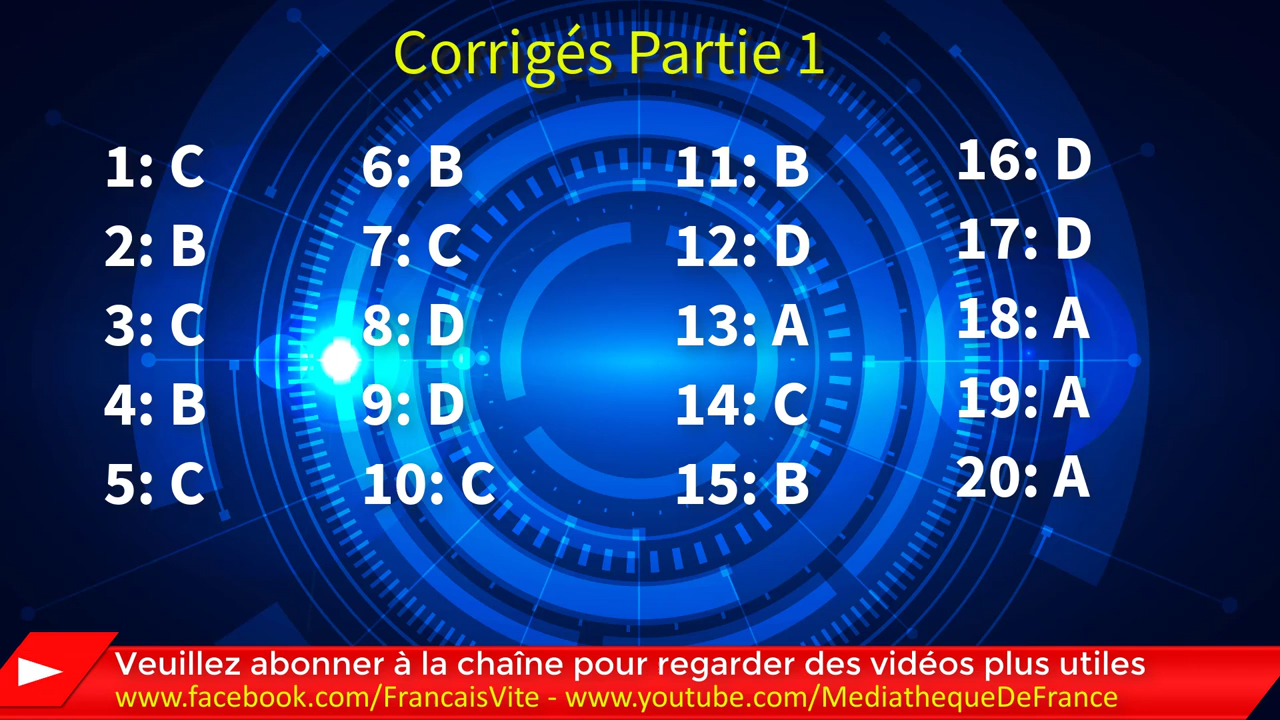 Corrigés Partie 1
1: C
2: B
3: C
4: B
5: C
6: B
7: C
8: D
9: D
10: C
11: B
12: D
13: A
14: C
15: B
16: D
17: D
18: A
19: A
20: A
Veuillez abonner à la chaîne pour regarder des vidéos plus utiles
www.facebook.com/FrancaisVite - www.youtube.com/MediathequeDeFrance